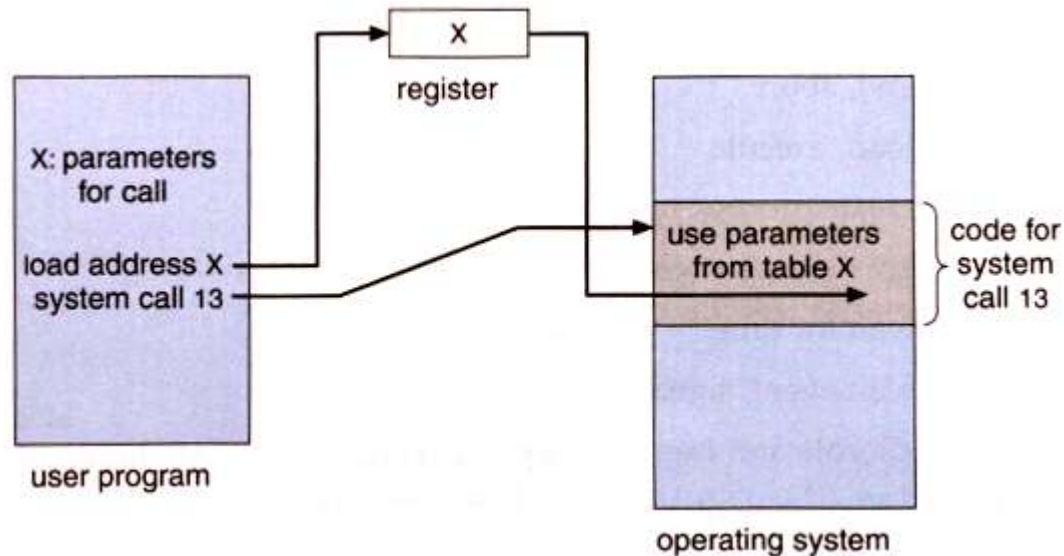 X
register
X: parameters
for call
load address X
system call 13
use parameters
from table X
code for
system
call 13
user program
operating system